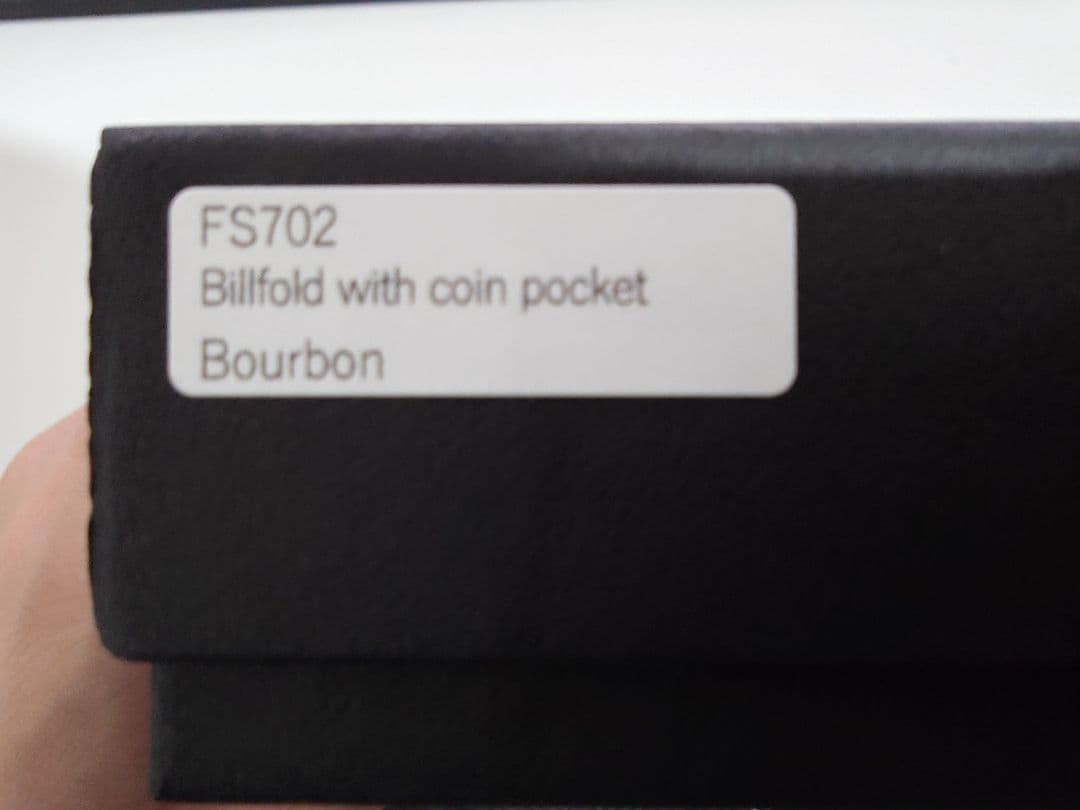 FS702
Billfold with coin pocket
Bourbon